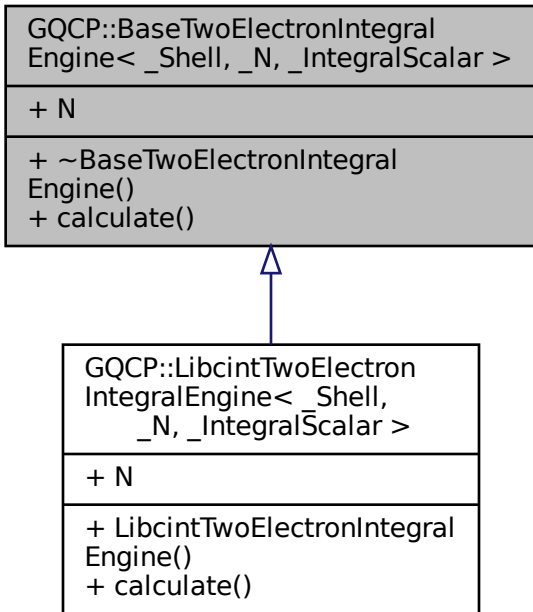 GQCP::BaseTwoElectronIntegral
Engine< _Shell, _N, _IntegralScalar >
+ N
+ ~BaseTwoElectronIntegral
Engine()
+ calculate()
GQCP::LibcintTwoElectron
IntegralEngine< _Shell,
_N, _IntegralScalar >
+ N
+ LibcintTwoElectronIntegral
Engine()
+ calculate()